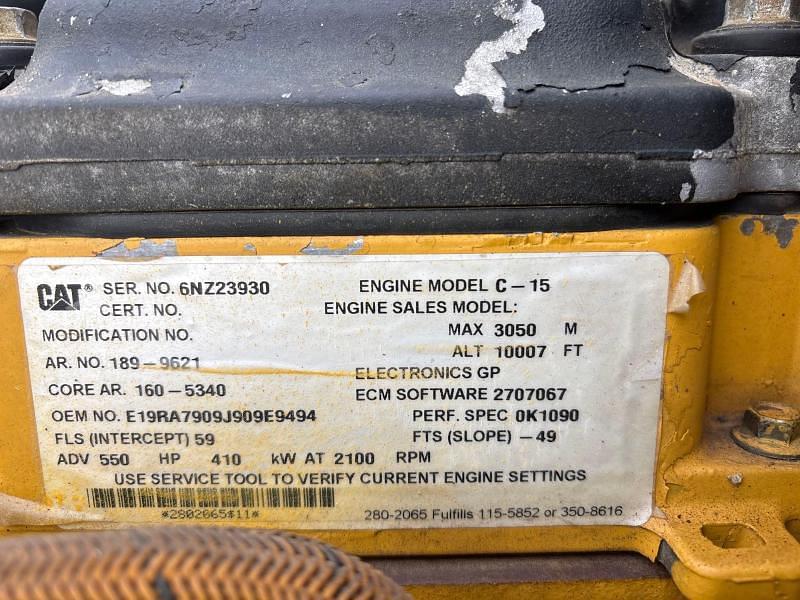 CAT® SER. NO. 6NZ23930 ENGINE MODEL C-15
CERT. NO. ENGINE SALES MODEL:
MODIFICATION NO. MAX 3050 M
ALT 10007 FT
AR. NO. 189-9621 ELECTRONICS GP
CORE AR. 160-5340 ECM SOFTWARE 2707067
OEM NO. E19RA7909J909E9494 PERF. SPEC 0K1090
FLS (INTERCEPT) 59 FTS (SLOPE) -49
ADV 550 HP 410 kW AT 2100 RPM
USE SERVICE TOOL TO VERIFY CURRENT ENGINE SETTINGS
*2802065#11* 280-2065 Fulfills 115-5852 or 350-8616